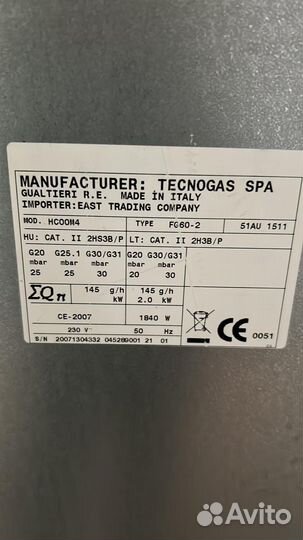 MANUFACTURER: TECNOGAS SPA
GUALTIERI R.E. MADE IN ITALY
IMPORTER:EAST TRADING COMPANY
MOD. HC00M4 TYPE FG60-2 51AU 1511
HU: CAT. II 2HS3B/P LT: CAT. II 2H3B/P
G20 G25.1 G30/G31 G20 G30/G31
mbar mbar mbar mbar
25 25 30 20 30
ΣQn 145 g/h 145 g/h
kW 2.0 kW
CE-2007 1840 W
230 V 50 Hz
CE 0051
S/N 20071304332 045289001 21 01
Avito